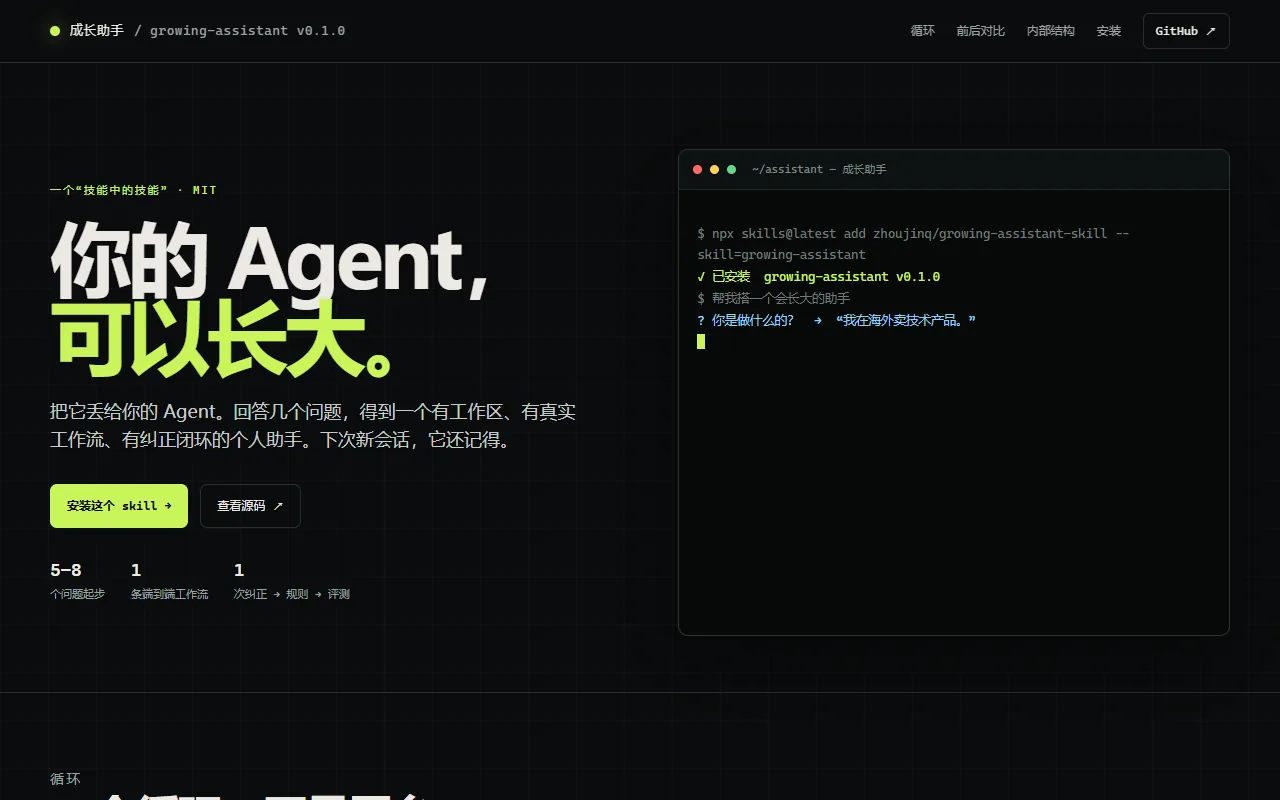 成长助手 / growing-assistant v0.1.0
循环 前后对比 内部结构 安装 GitHub ↗
一个“技能中的技能” · MIT
你的 Agent，
可以长大。
把它丢给你的 Agent。回答几个问题，得到一个有工作区、有真实
工作流、有纠正闭环的个人助手。下次新会话，它还记得。
安装这个 skill → 查看源码 ↗
5–8 1 1
个问题起步 条端到端工作流 次纠正 → 规则 → 评测
~/assistant — 成长助手
$ npx skills@latest add zhoujinq/growing-assistant-skill --
skill=growing-assistant
✓ 已安装 growing-assistant v0.1.0
$ 帮我搭一个会长大的助手
? 你是做什么的？ → “我在海外卖技术产品。”
循环